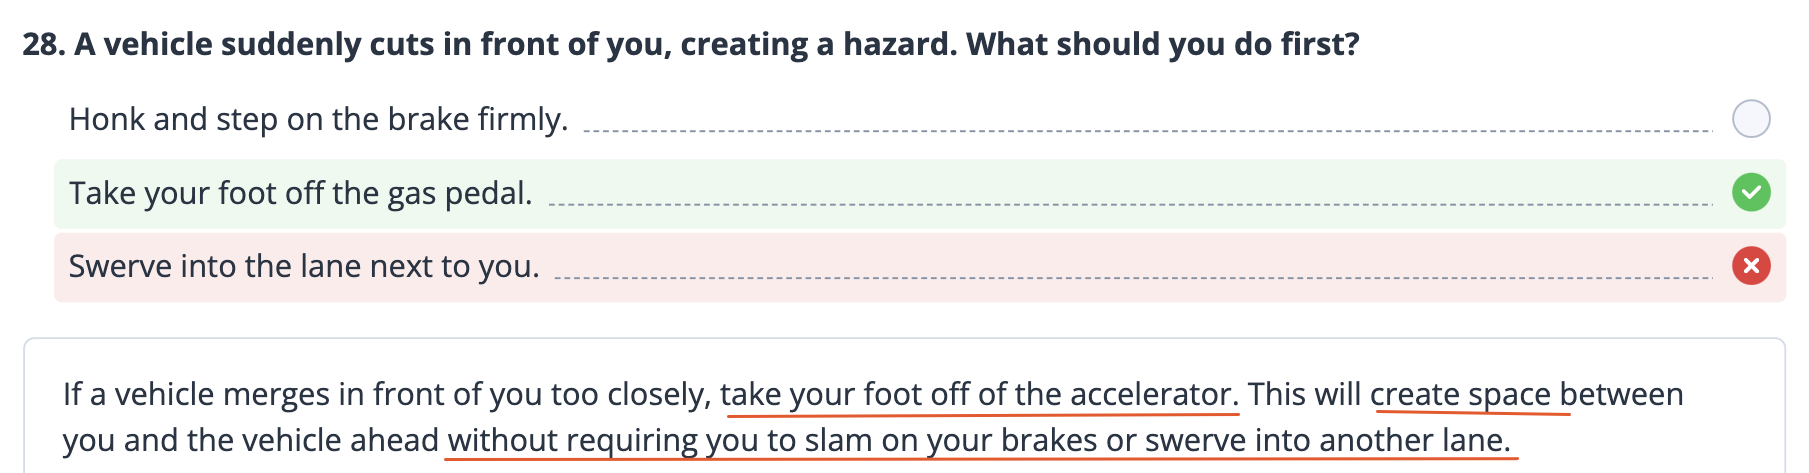 28. A vehicle suddenly cuts in front of you, creating a hazard. What should you do first?
Honk and step on the brake firmly.
Take your foot off the gas pedal.
Swerve into the lane next to you.
If a vehicle merges in front of you too closely, take your foot off of the accelerator. This will create space between
you and the vehicle ahead without requiring you to slam on your brakes or swerve into another lane.